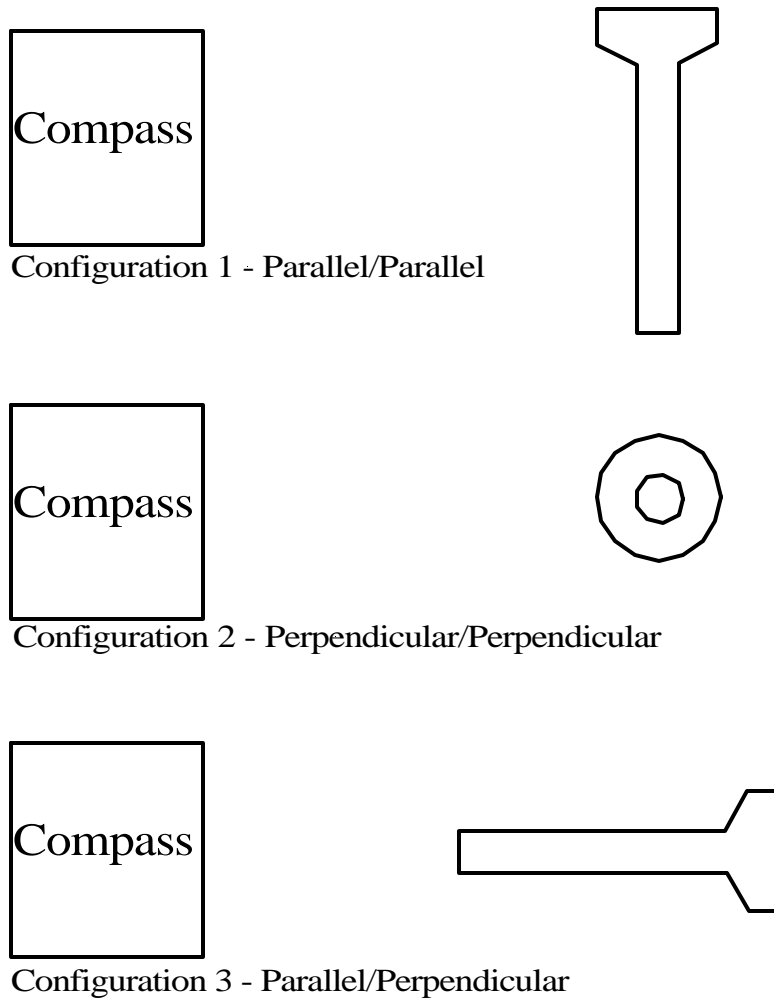 Compass
Configuration 1 - Parallel/Parallel
Compass
Configuration 2 - Perpendicular/Perpendicular
Compass
Configuration 3 - Parallel/Perpendicular